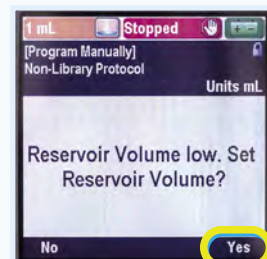 1 mL Stopped
[Program Manually]
Non-Library Protocol
Units mL
Reservoir Volume low. Set
Reservoir Volume?
No Yes